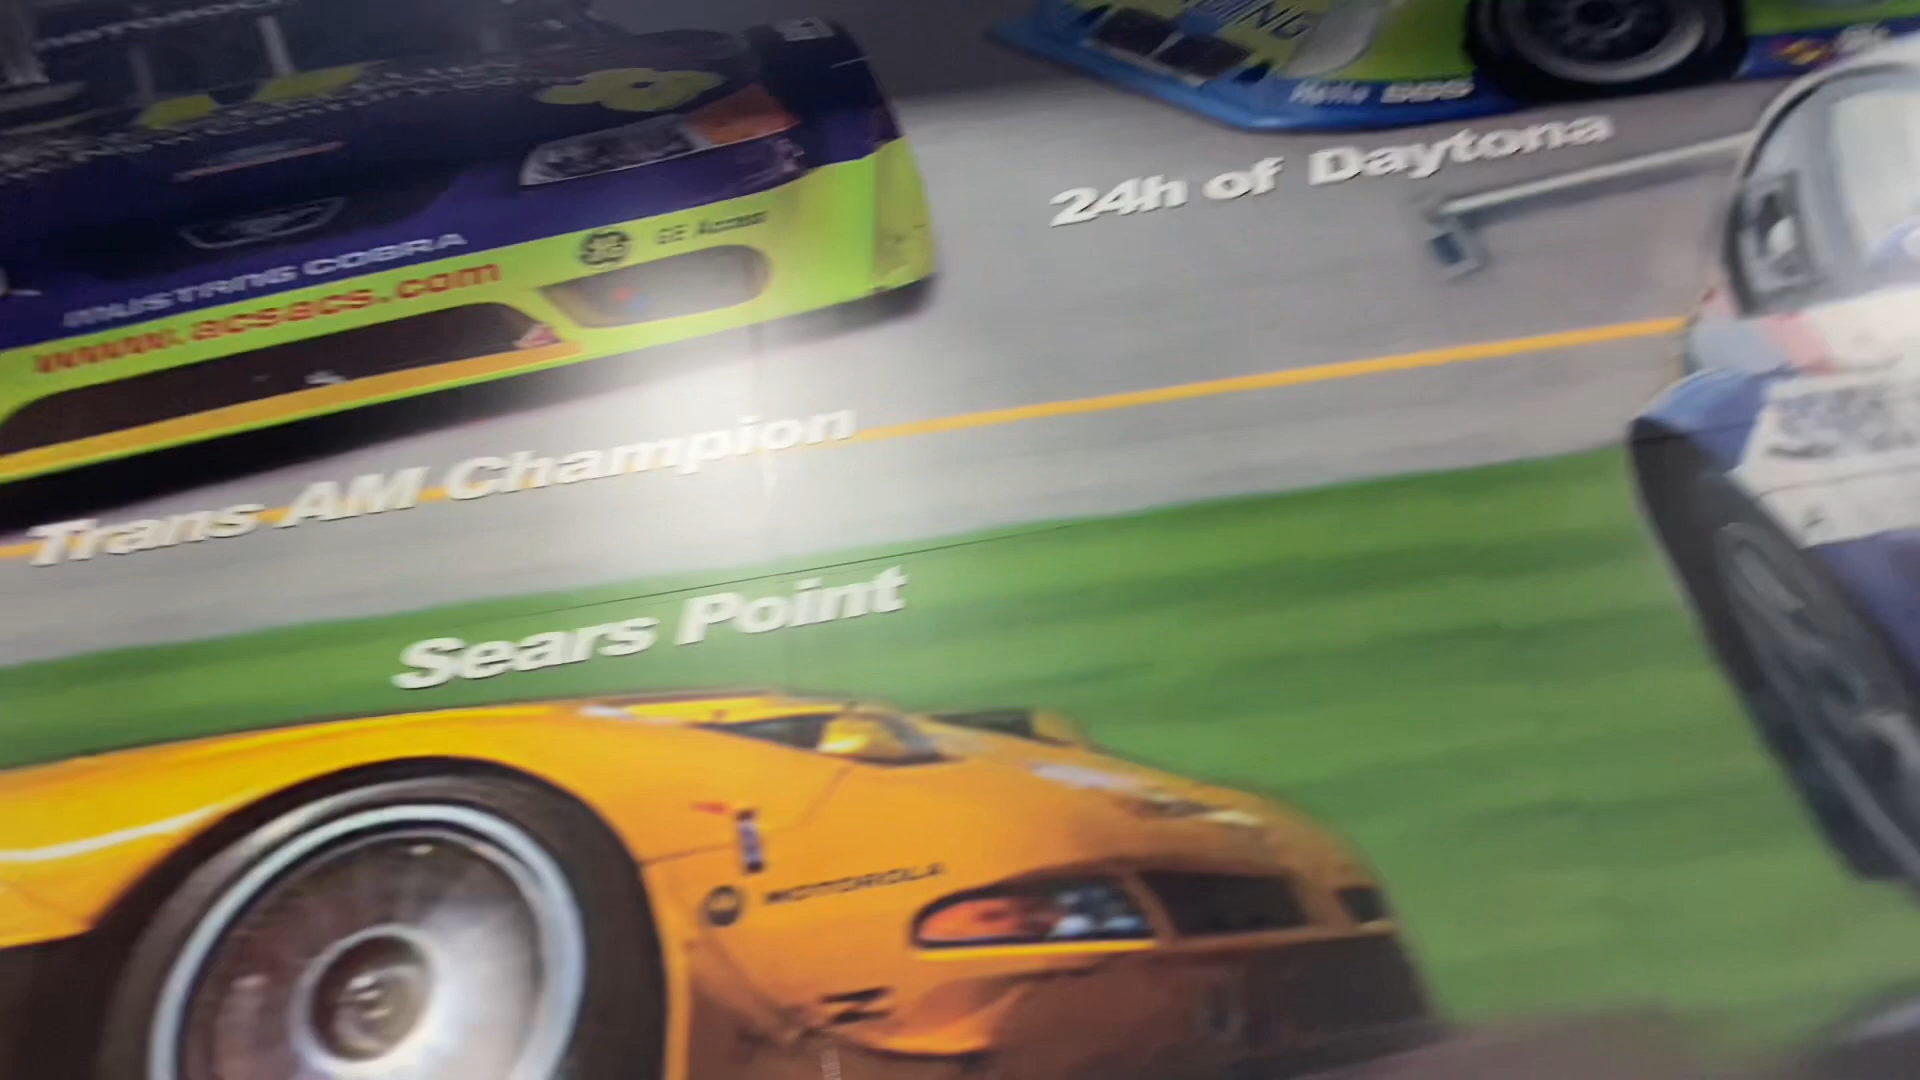 24h of Daytona
GE Access
MUSTANG COBRA
www.acsacs.com
Trans AM Champion
Sears Point
MOTOROLA